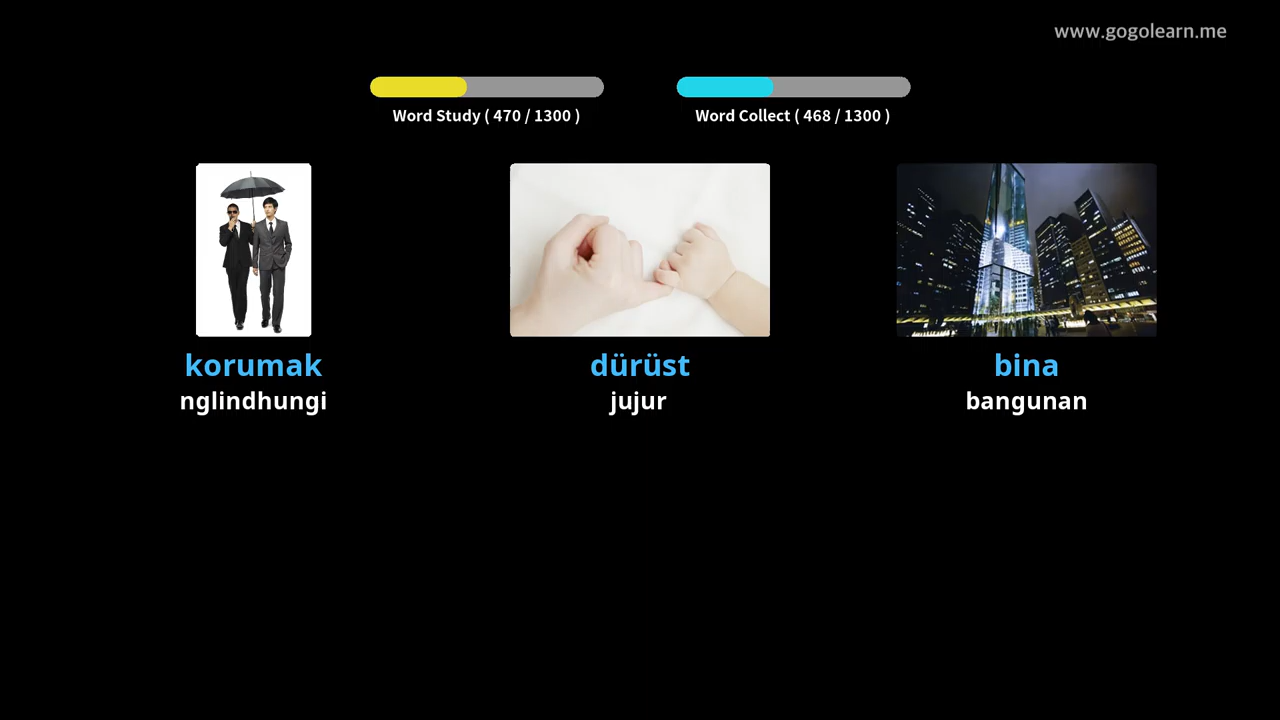 www.gogolearn.me
Word Study ( 470 / 1300 )
Word Collect ( 468 / 1300 )
korumak
nglindhungi
dürüst
jujur
bina
bangunan